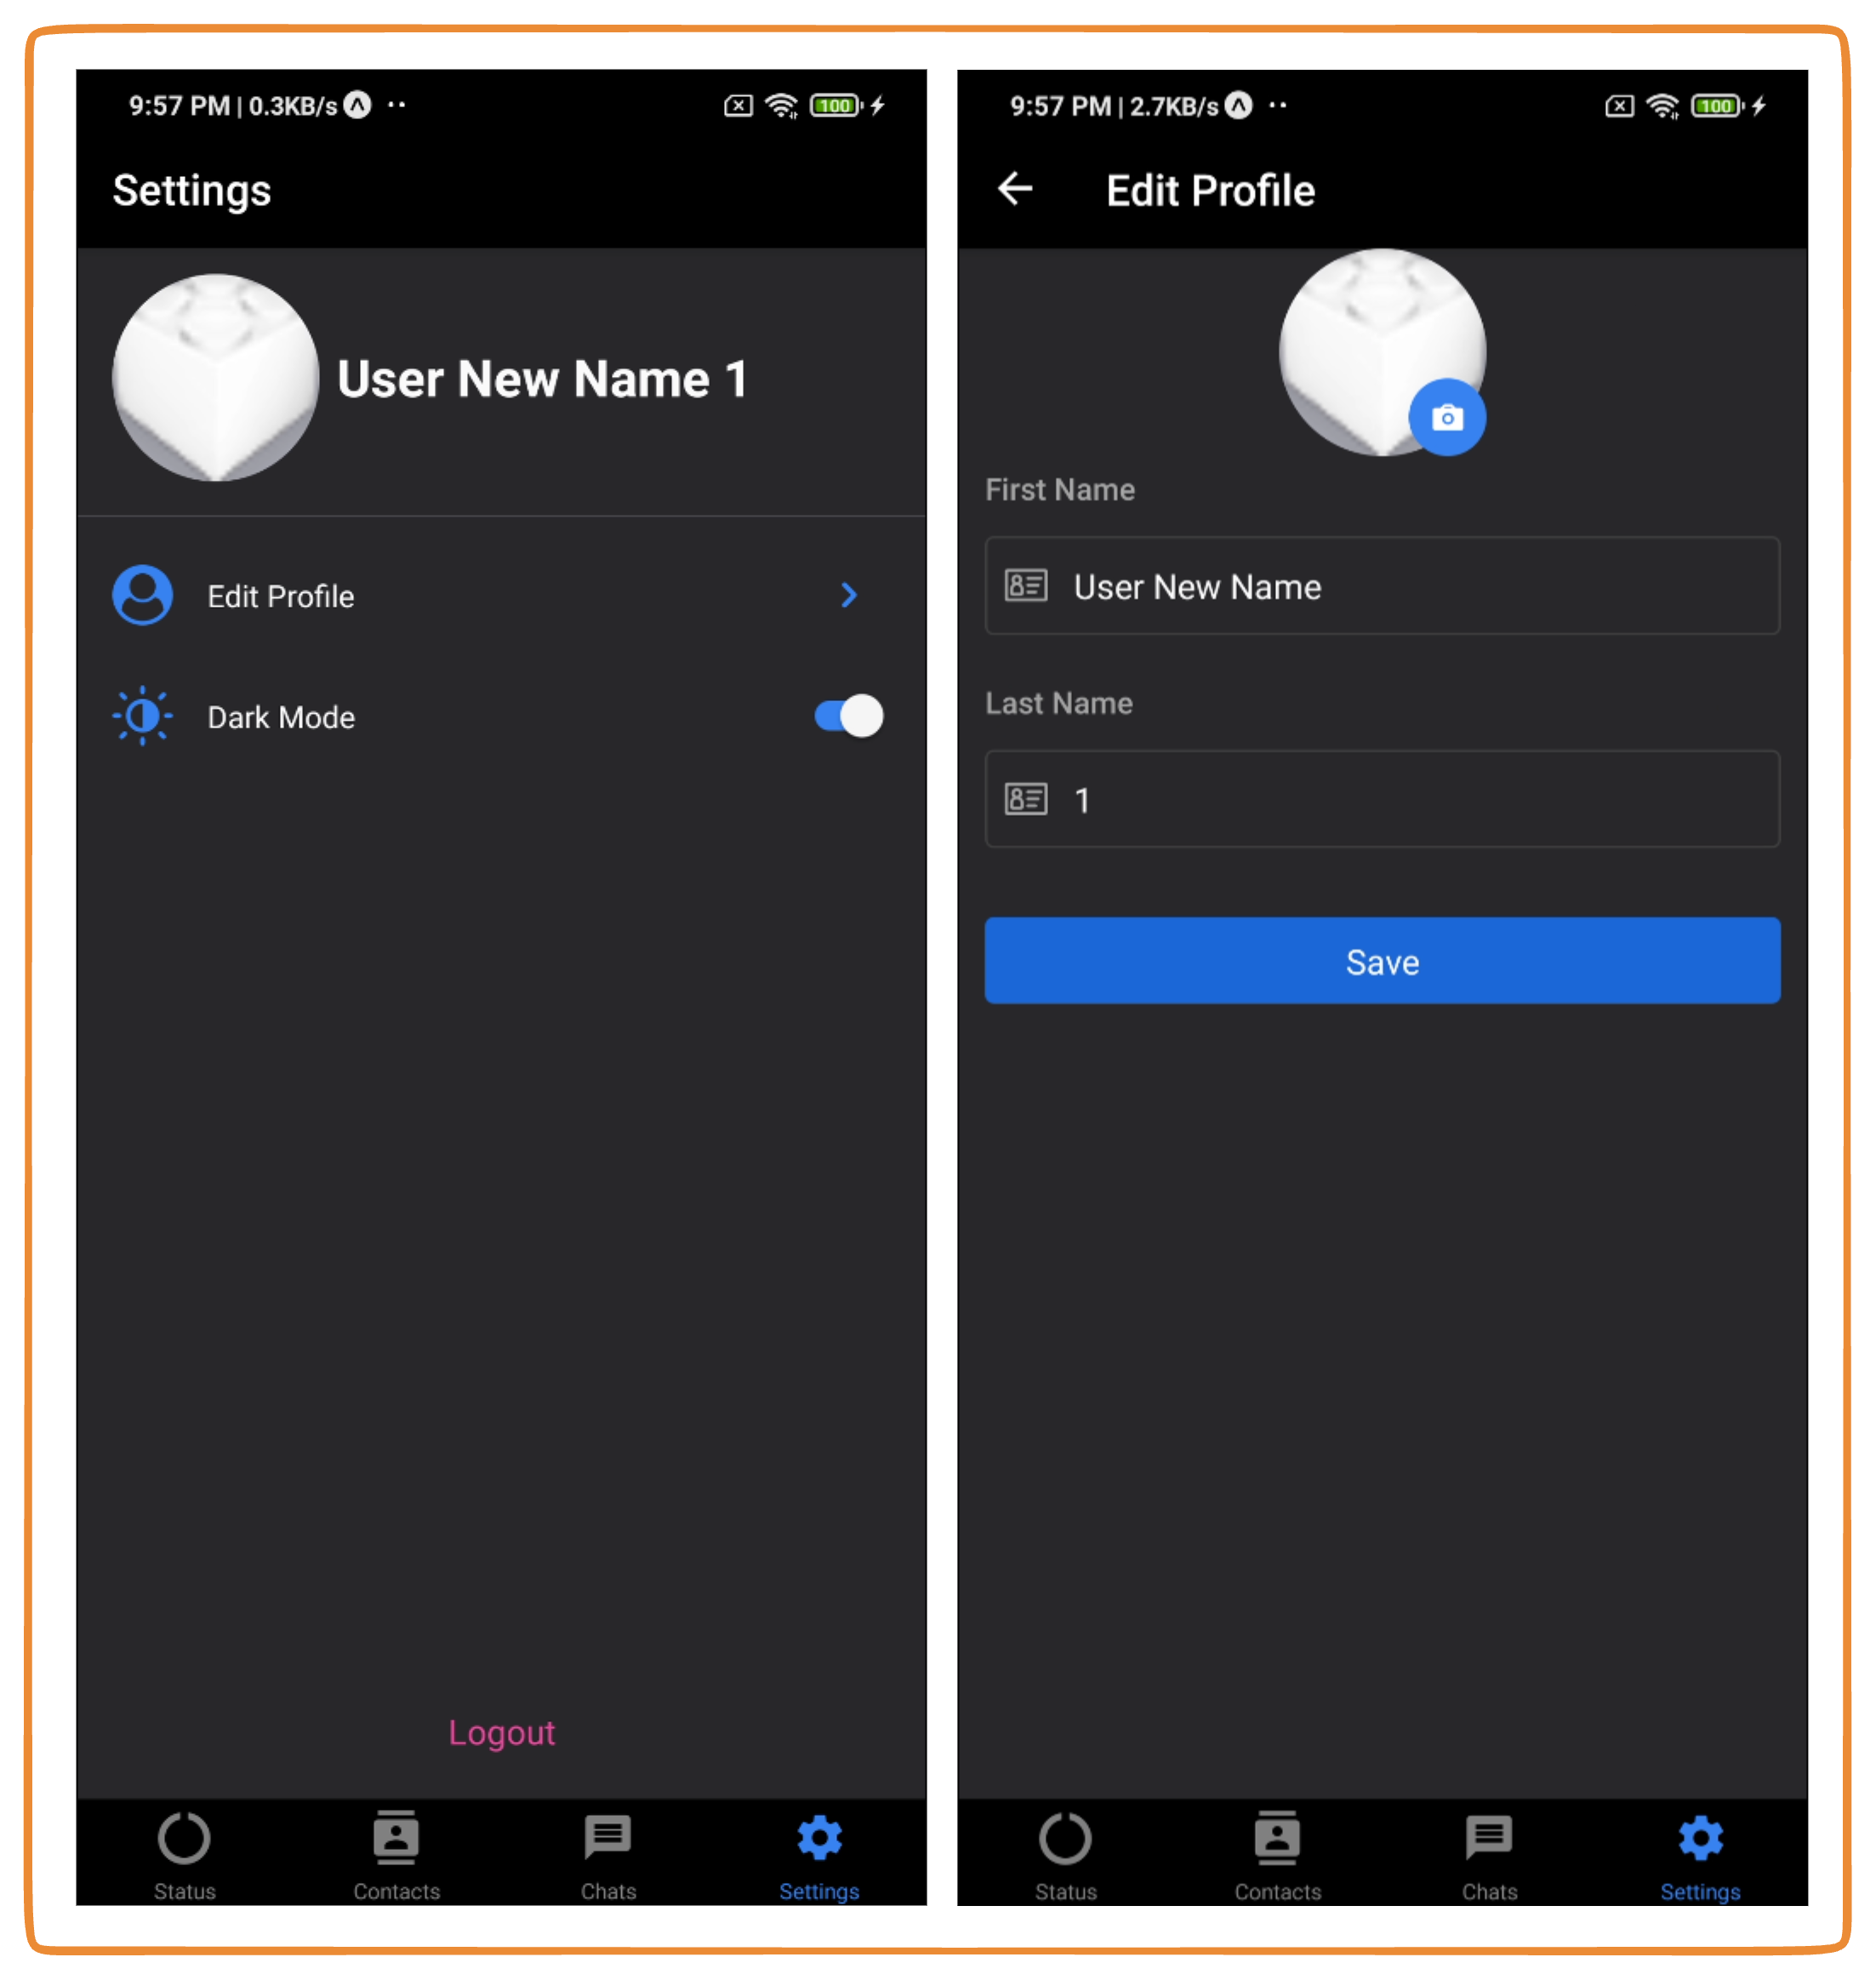 9:57 PM | 0.3KB/s
100
Settings
User New Name 1
Edit Profile
Dark Mode
Logout
Status
Contacts
Chats
Settings
9:57 PM | 2.7KB/s
100
Edit Profile
First Name
User New Name
Last Name
1
Save
Status
Contacts
Chats
Settings